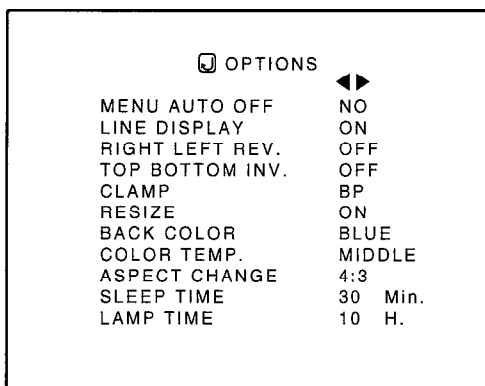 OPTIONS
MENU AUTO OFF NO
LINE DISPLAY ON
RIGHT LEFT REV. OFF
TOP BOTTOM INV. OFF
CLAMP BP
RESIZE ON
BACK COLOR BLUE
COLOR TEMP. MIDDLE
ASPECT CHANGE 4:3
SLEEP TIME 30 Min.
LAMP TIME 10 H.